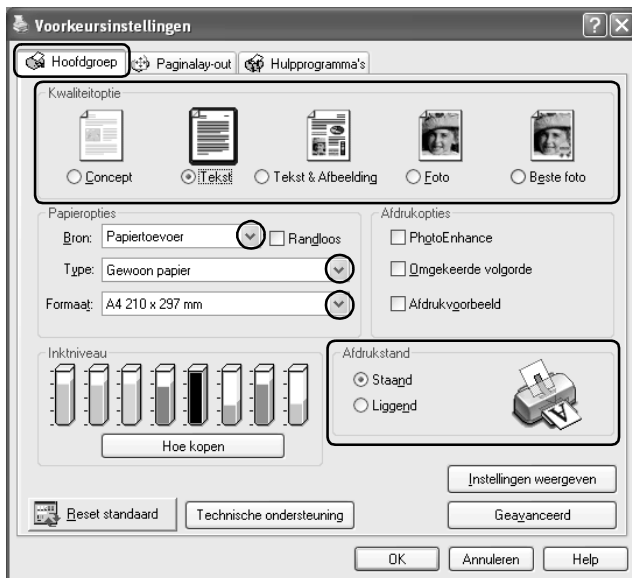 Voorkeursinstellingen
Hoofdgroep Paginalay-out Hulpprogramma's
Kwaliteitoptie
Concept Tekst Tekst & Afbeelding Foto Beste foto
Papieropties
Bron: Papiertoevoer Randloos
Type: Gewoon papier
Formaat: A4 210 x 297 mm
Afdrukopties
PhotoEnhance
Omgekeerde volgorde
Afdrukvoorbeeld
Inktniveau
Hoe kopen
Afdrukstand
Staand
Liggend
Instellingen weergeven
Reset standaard Technische ondersteuning Geavanceerd
OK Annuleren Help